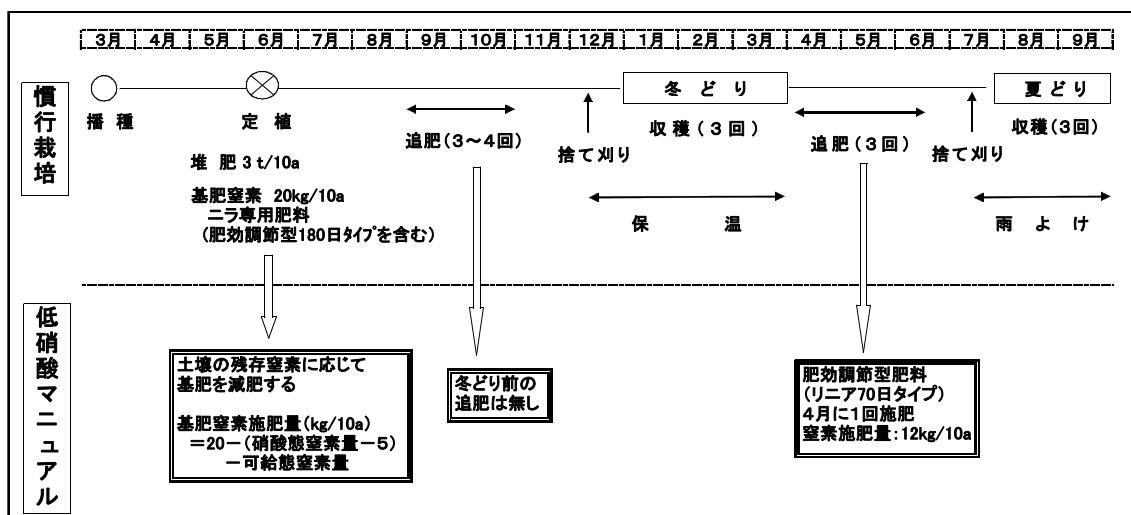 3月 4月 5月 6月 7月 8月 9月 10月 11月 12月 1月 2月 3月 4月 5月 6月 7月 8月 9月
慣行栽培
播種
定植
堆肥 3t/10a
基肥窒素 20kg/10a
ニラ専用肥料
(肥効調節型180日タイプを含む)
追肥(3~4回)
捨て刈り
冬どり
収穫(3回)
保温
追肥(3回)
捨て刈り
夏どり
収穫(3回)
雨よけ
低硝酸マニュアル
土壌の残存窒素に応じて
基肥を減肥する
基肥窒素施肥量(kg/10a)
=20-(硝酸態窒素量-5)
-可給態窒素量
冬どり前の
追肥は無し
肥効調節型肥料
(リニア70日タイプ)
4月に1回施肥
窒素施肥量:12kg/10a